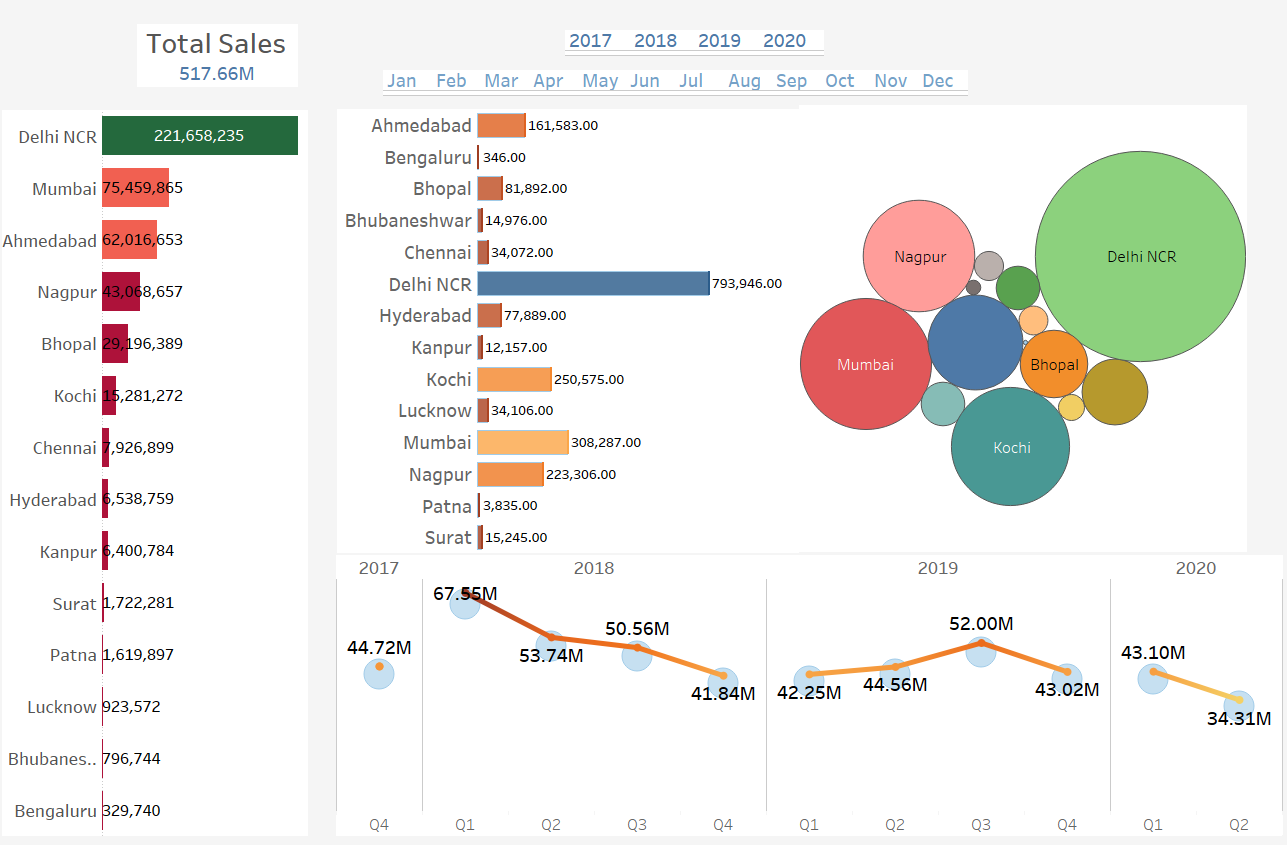 Total Sales
517.66M
2017 2018 2019 2020
Jan Feb Mar Apr May Jun Jul Aug Sep Oct Nov Dec
Delhi NCR 221,658,235
Mumbai 75,459,865
Ahmedabad 62,016,653
Nagpur 43,068,657
Bhopal 29,196,389
Kochi 15,281,272
Chennai 7,926,899
Hyderabad 6,538,759
Kanpur 6,400,784
Surat 1,722,281
Patna 1,619,897
Lucknow 923,572
Bhubanes.. 796,744
Bengaluru 329,740
Ahmedabad 161,583.00
Bengaluru 346.00
Bhopal 81,892.00
Bhubaneshwar 14,976.00
Chennai 34,072.00
Delhi NCR 793,946.00
Hyderabad 77,889.00
Kanpur 12,157.00
Kochi 250,575.00
Lucknow 34,106.00
Mumbai 308,287.00
Nagpur 223,306.00
Patna 3,835.00
Surat 15,245.00
Nagpur
Delhi NCR
Mumbai
Bhopal
Kochi
2017 2018 2019 2020
44.72M
67.55M
53.74M
50.56M
41.84M
42.25M
44.56M
52.00M
43.02M
43.10M
34.31M
Q4 Q1 Q2 Q3 Q4 Q1 Q2 Q3 Q4 Q1 Q2